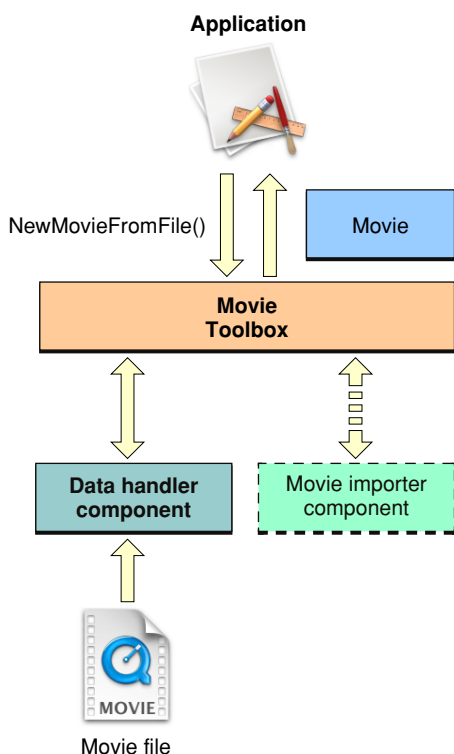 Application
NewMovieFromFile()
Movie
Movie
Toolbox
Data handler
component
Movie importer
component
MOVIE
Movie file